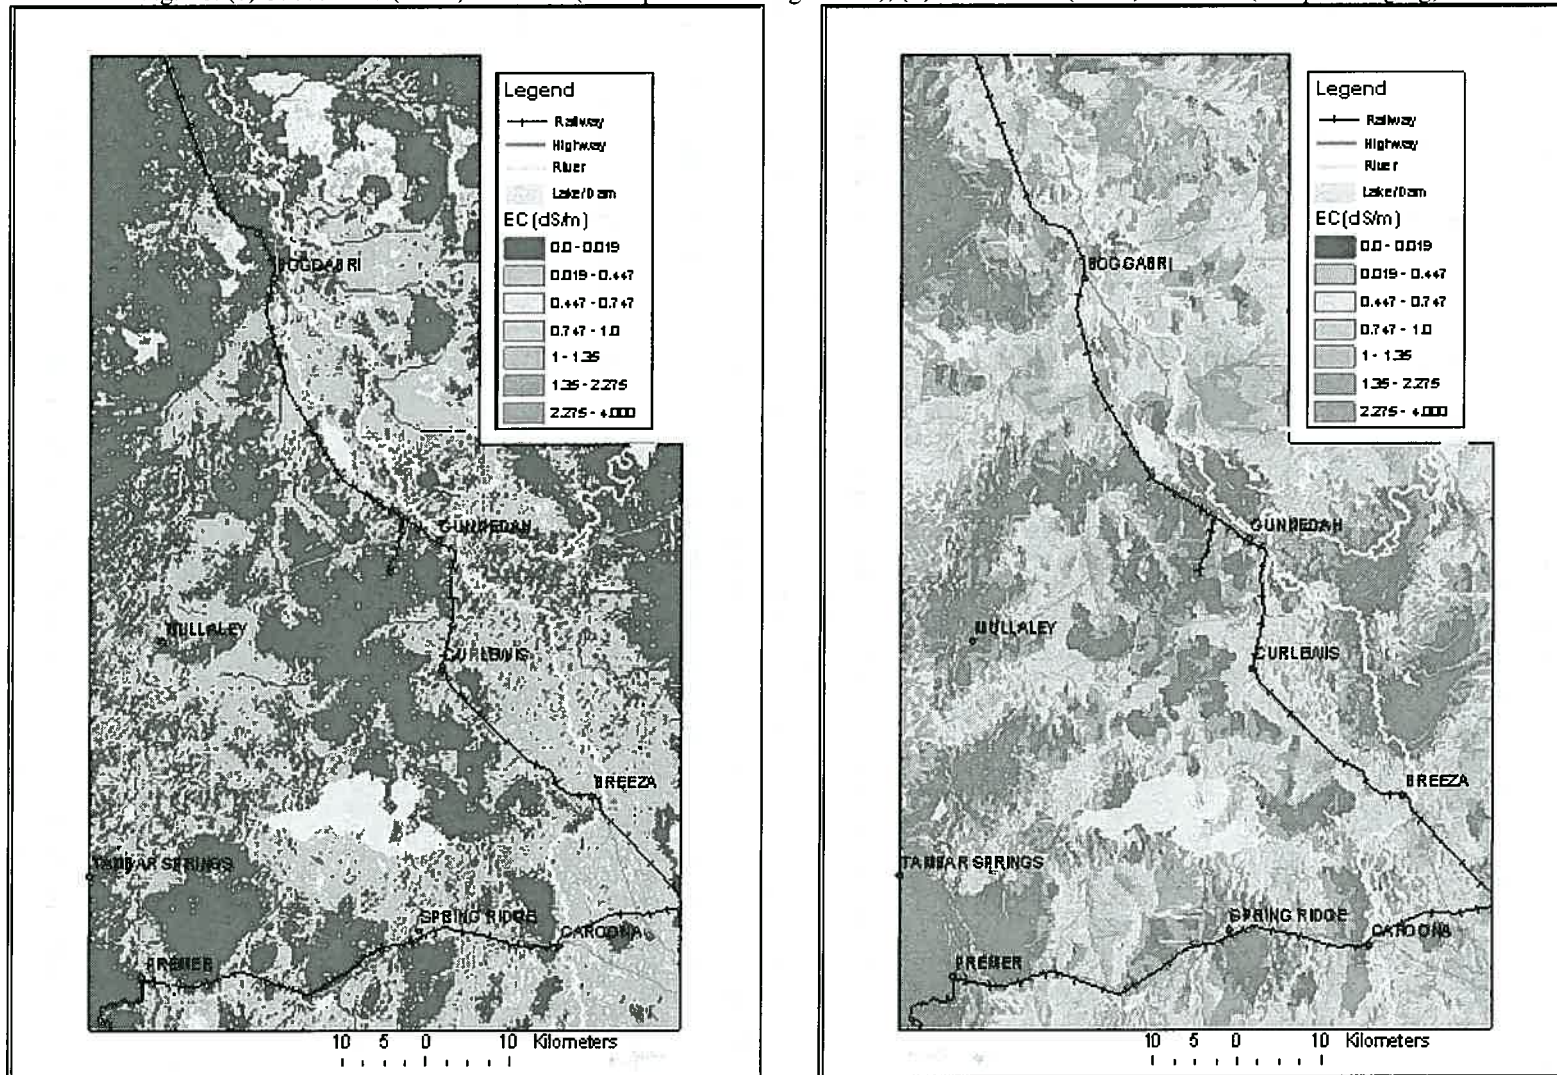 Legend
Railway
Highway
River
Lake/Dam
EC (dS/m)
0.0 - 0.019
0.019 - 0.447
0.447 - 0.747
0.747 - 1.0
1 - 1.35
1.35 - 2.275
2.275 - 4.000
BOGGABRI
GUNNEDAH
MULLALEY
CURLEWIS
BREEZA
TAMBAR SPRINGS
SPRING RIDGE
CAROONA
PREMER
10 5 0 10 Kilometers
Legend
Railway
Highway
River
Lake/Dam
EC (dS/m)
0.0 - 0.019
0.019 - 0.447
0.447 - 0.747
0.747 - 1.0
1 - 1.35
1.35 - 2.275
2.275 - 4.000
BOGGABRI
GUNNEDAH
MULLALEY
CURLEWIS
BREEZA
TAMBAR SPRINGS
SPRING RIDGE
CAROONA
PREMER
10 5 0 10 Kilometers